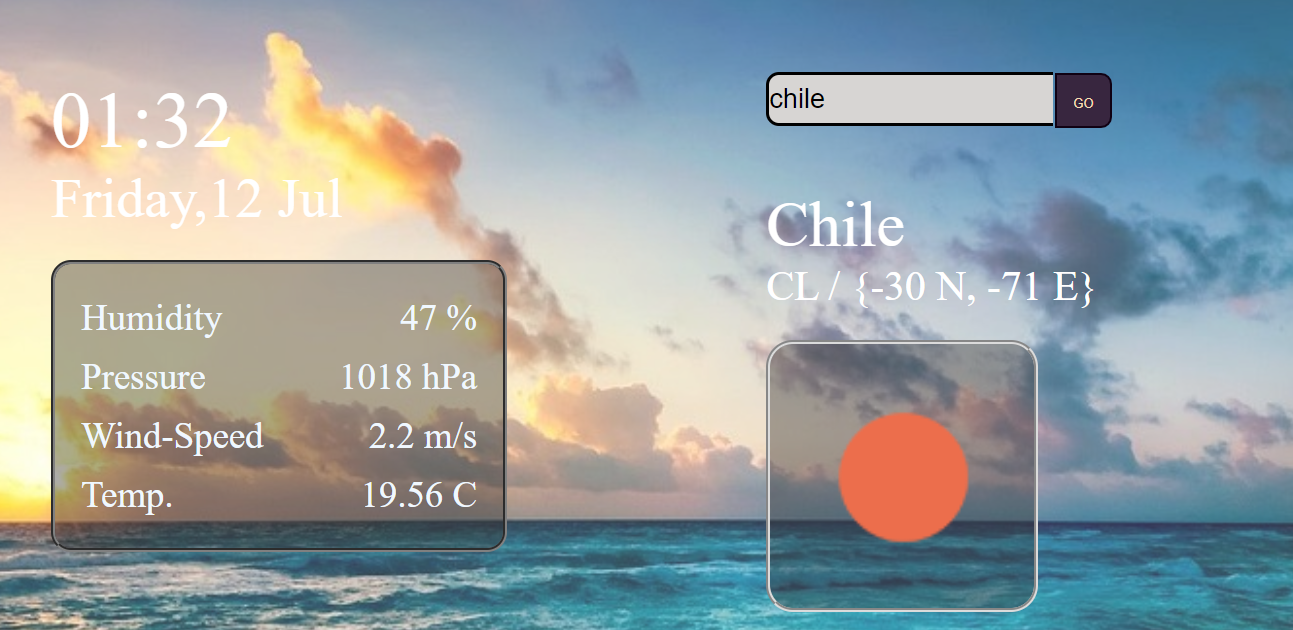 01:32
Friday,12 Jul
Humidity 47 %
Pressure 1018 hPa
Wind-Speed 2.2 m/s
Temp. 19.56 C
chile GO
Chile
CL / {-30 N, -71 E}